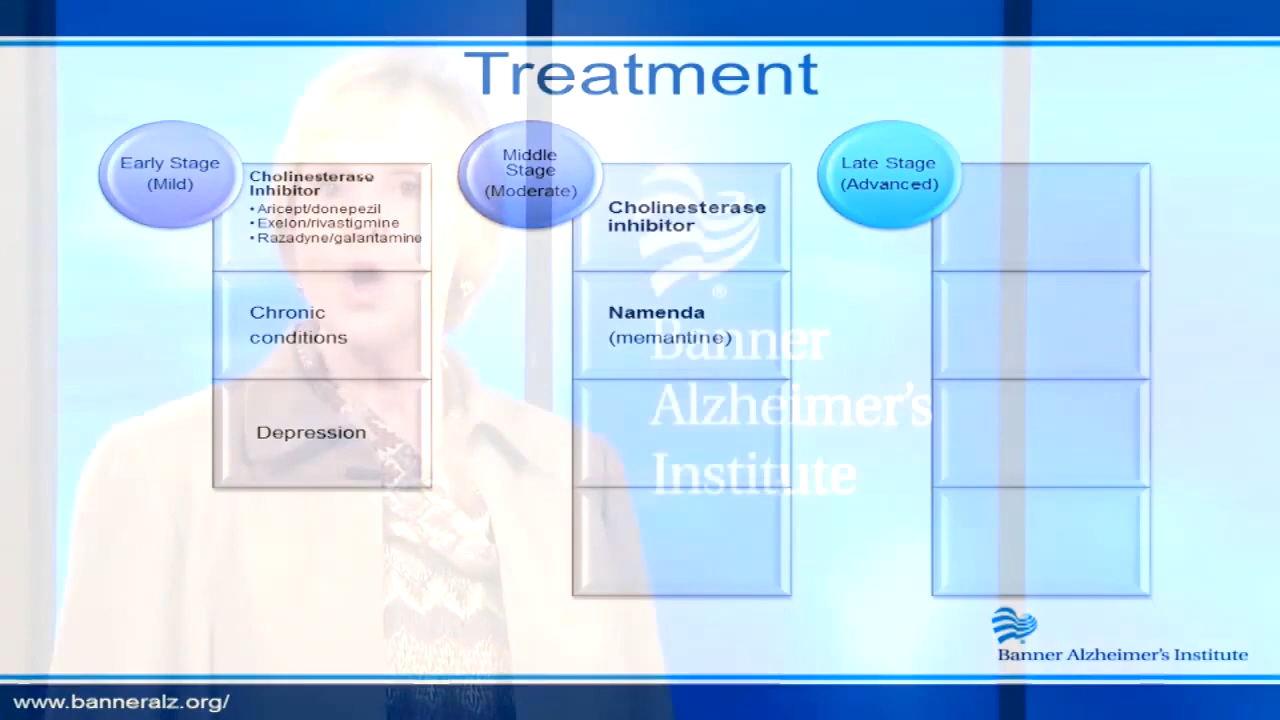 Treatment
Early Stage
(Mild)
Cholinesterase
Inhibitor
• Aricept/donepezil
• Exelon/rivastigmine
• Razadyne/galantamine
Chronic
conditions
Depression
Middle
Stage
(Moderate)
Cholinesterase
inhibitor
Namenda
(memantine)
Late Stage
(Advanced)
®
Banner
Alzheimer's
Institute
Banner Alzheimer's Institute
www.banneralz.org/